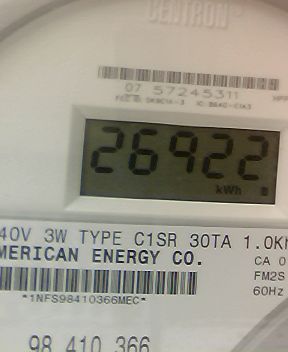 CENTRON®
07 57245311
26922
kWh
40V 3W TYPE C1SR 30TA 1.0Kh
MERICAN ENERGY CO.
CA 0
FM2S
60Hz
*1NFS98410366MEC*
98 410 366